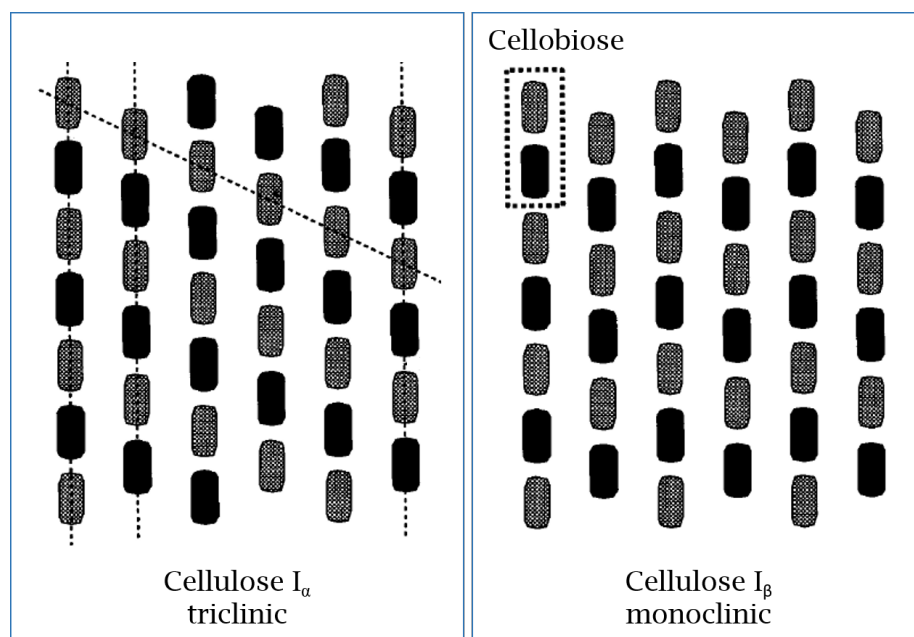 Cellobiose
Cellulose Iα
triclinic
Cellulose Iβ
monoclinic